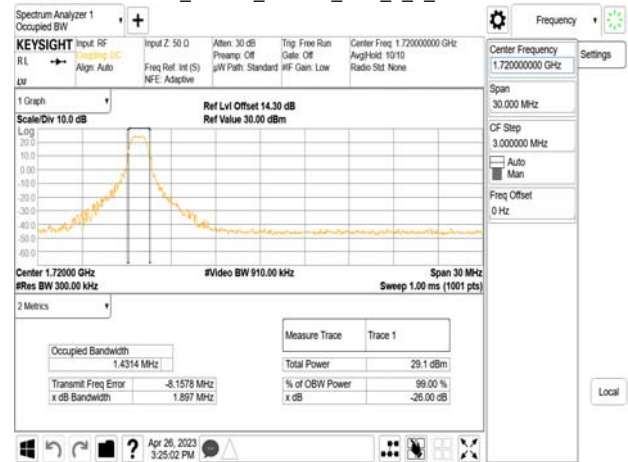 Spectrum Analyzer 1
Occupied BW
Frequency
KEYSIGHT
RL
Input: RF
Coupling: DC
Align: Auto
Input Z: 50 Ω
Freq Ref: Int (S)
NFE: Adaptive
Atten: 30 dB
Preamp: Off
µW Path: Standard
Trig: Free Run
Gate: Off
#IF Gain: Low
Center Freq: 1.720000000 GHz
Avg|Hold: 10/10
Radio Std: None
Center Frequency
1.720000000 GHz
Settings
Span
30.000 MHz
CF Step
3.000000 MHz
Auto
Man
Freq Offset
0 Hz
Local
1 Graph
Scale/Div 10.0 dB
Ref Lvl Offset 14.30 dB
Ref Value 30.00 dBm
Log
20.0
10.0
0.00
-10.0
-20.0
-30.0
-40.0
-50.0
-60.0
Center 1.72000 GHz
#Res BW 300.00 kHz
#Video BW 910.00 kHz
Span 30 MHz
Sweep 1.00 ms (1001 pts)
2 Metrics
Measure Trace Trace 1
Occupied Bandwidth
1.4314 MHz
Total Power 29.1 dBm
Transmit Freq Error -8.1578 MHz
% of OBW Power 99.00 %
x dB Bandwidth 1.897 MHz
x dB -26.00 dB
Apr 26, 2023
3:25:02 PM